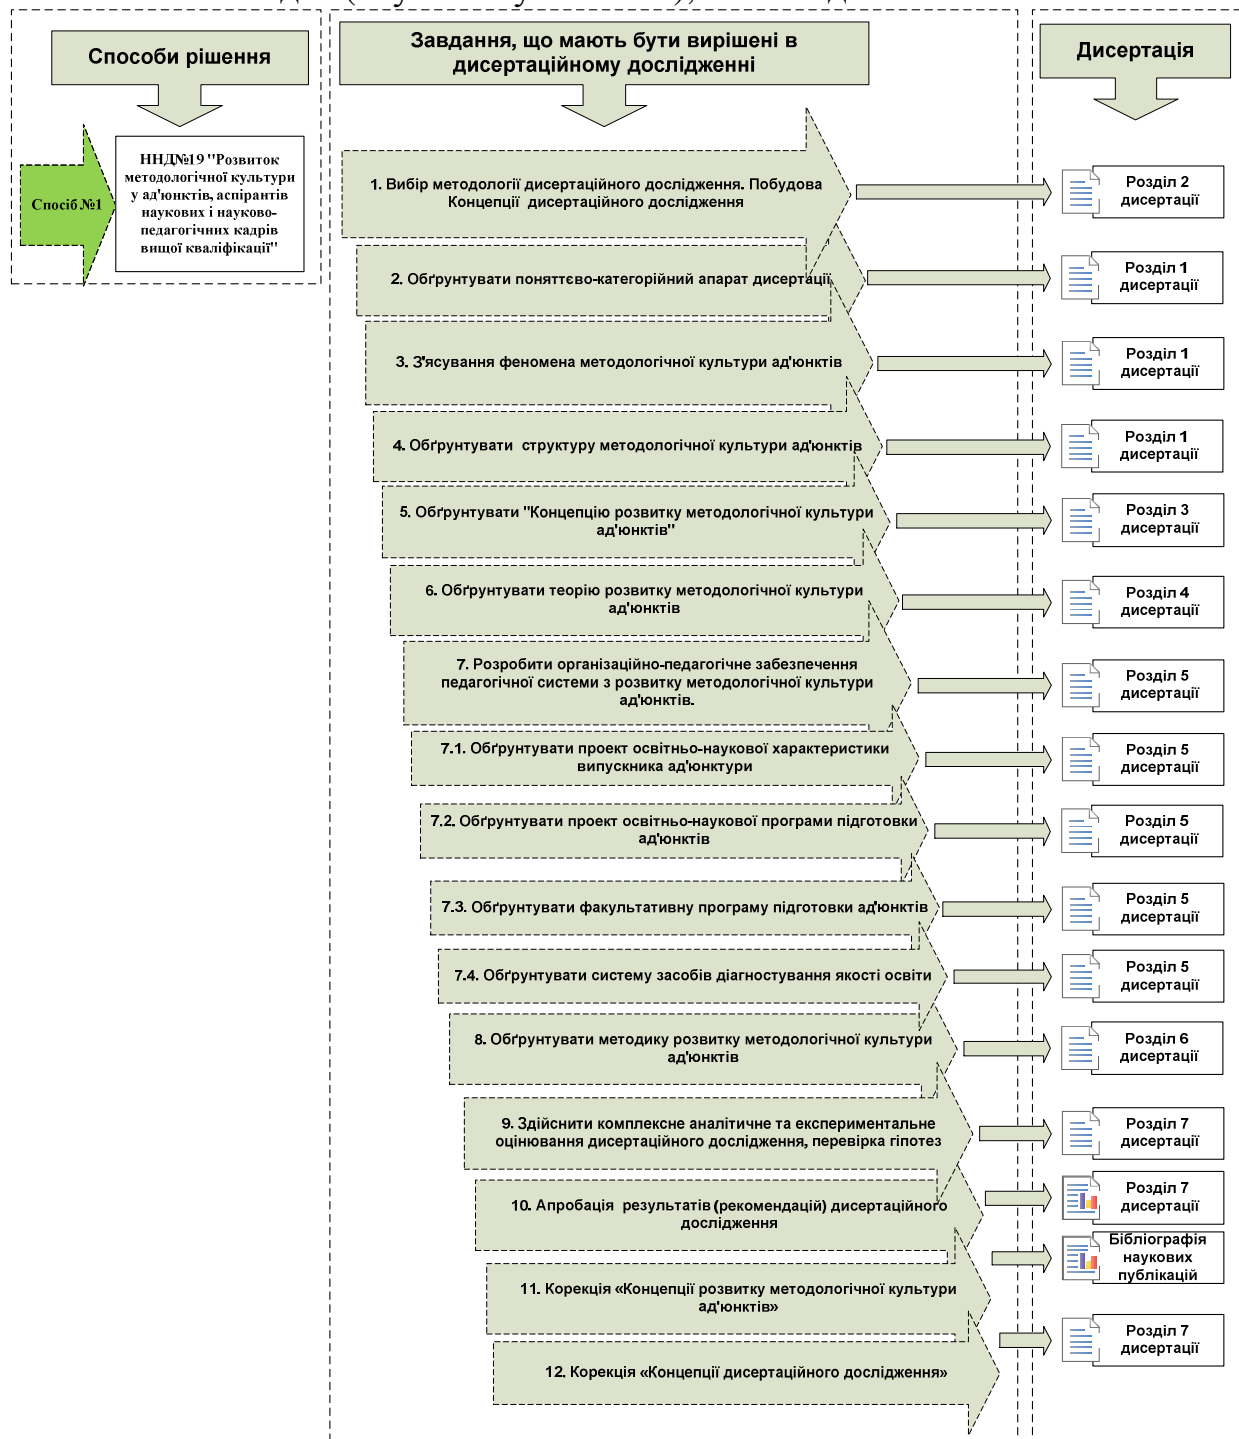 Способи рішення
Завдання, що мають бути вирішені в
дисертаційному дослідженні
Дисертація
Спосіб №1
ННД№19 "Розвиток
методологічної культури
у ад'юнктів, аспірантів
наукових і науково-
педагогічних кадрів
вищої кваліфікації"
1. Вибір методології дисертаційного дослідження. Побудова
Концепції дисертаційного дослідження
Розділ 2
дисертації
2. Обґрунтувати поняттєво-категорійний апарат дисертації
Розділ 1
дисертації
3. З'ясування феномена методологічної культури ад'юнктів
Розділ 1
дисертації
4. Обґрунтувати структуру методологічної культури ад'юнктів
Розділ 1
дисертації
5. Обґрунтувати "Концепцію розвитку методологічної культури
ад'юнктів"
Розділ 3
дисертації
6. Обґрунтувати теорію розвитку методологічної культури
ад'юнктів
Розділ 4
дисертації
7. Розробити організаційно-педагогічне забезпечення
педагогічної системи з розвитку методологічної культури
ад'юнктів.
Розділ 5
дисертації
7.1. Обґрунтувати проект освітньо-наукової характеристики
випускника ад'юнктури
Розділ 5
дисертації
7.2. Обґрунтувати проект освітньо-наукової програми підготовки
ад'юнктів
Розділ 5
дисертації
7.3. Обґрунтувати факультативну програму підготовки ад'юнктів
Розділ 5
дисертації
7.4. Обґрунтувати систему засобів діагностування якості освіти
Розділ 5
дисертації
8. Обґрунтувати методику розвитку методологічної культури
ад'юнктів
Розділ 6
дисертації
9. Здійснити комплексне аналітичне та експериментальне
оцінювання дисертаційного дослідження, перевірка гіпотез
Розділ 7
дисертації
10. Апробація результатів (рекомендацій) дисертаційного
дослідження
Розділ 7
дисертації
Бібліографія
наукових
публікацій
11. Корекція «Концепції розвитку методологічної культури
ад'юнктів»
Розділ 7
дисертації
12. Корекція «Концепції дисертаційного дослідження»